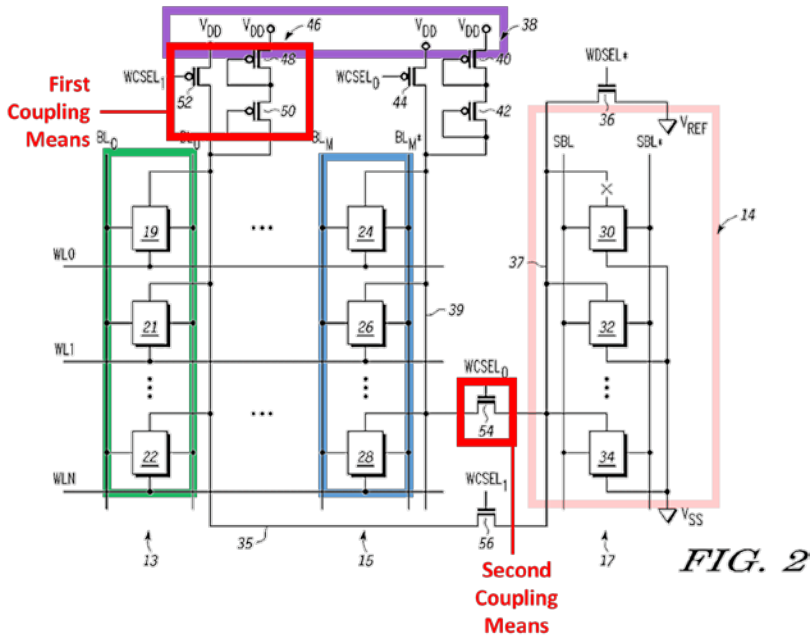 VDD VDD 46 VDD VDD 38
48 40
WCSEL1 WCSEL0 WDSEL*
52 50 44 42 36
First
Coupling
Means
VREF
BL0 BL0 BLM BLM* SBL SBL*
14
19 ... 24 30
WL0
37
21 ... 26 39 32
WL1
WCSEL0
54
22 ... 28 34
WLN
WCSEL1
56
VSS
35
13 15 17
FIG. 2
Second
Coupling
Means